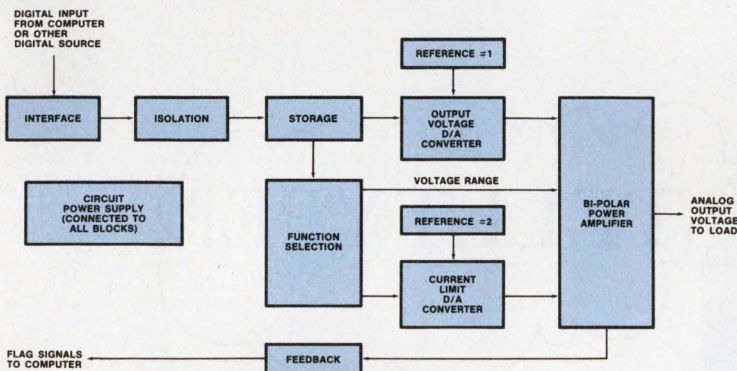 DIGITAL INPUT
FROM COMPUTER
OR OTHER
DIGITAL SOURCE
REFERENCE =1
INTERFACE
ISOLATION
STORAGE
OUTPUT
VOLTAGE
D/A
CONVERTER
CIRCUIT
POWER SUPPLY
(CONNECTED TO
ALL BLOCKS)
FUNCTION
SELECTION
VOLTAGE RANGE
REFERENCE =2
CURRENT
LIMIT
D/A
CONVERTER
BI-POLAR
POWER
AMPLIFIER
ANALOG
OUTPUT
VOLTAGE
TO LOAD
FLAG SIGNALS
TO COMPUTER
FEEDBACK